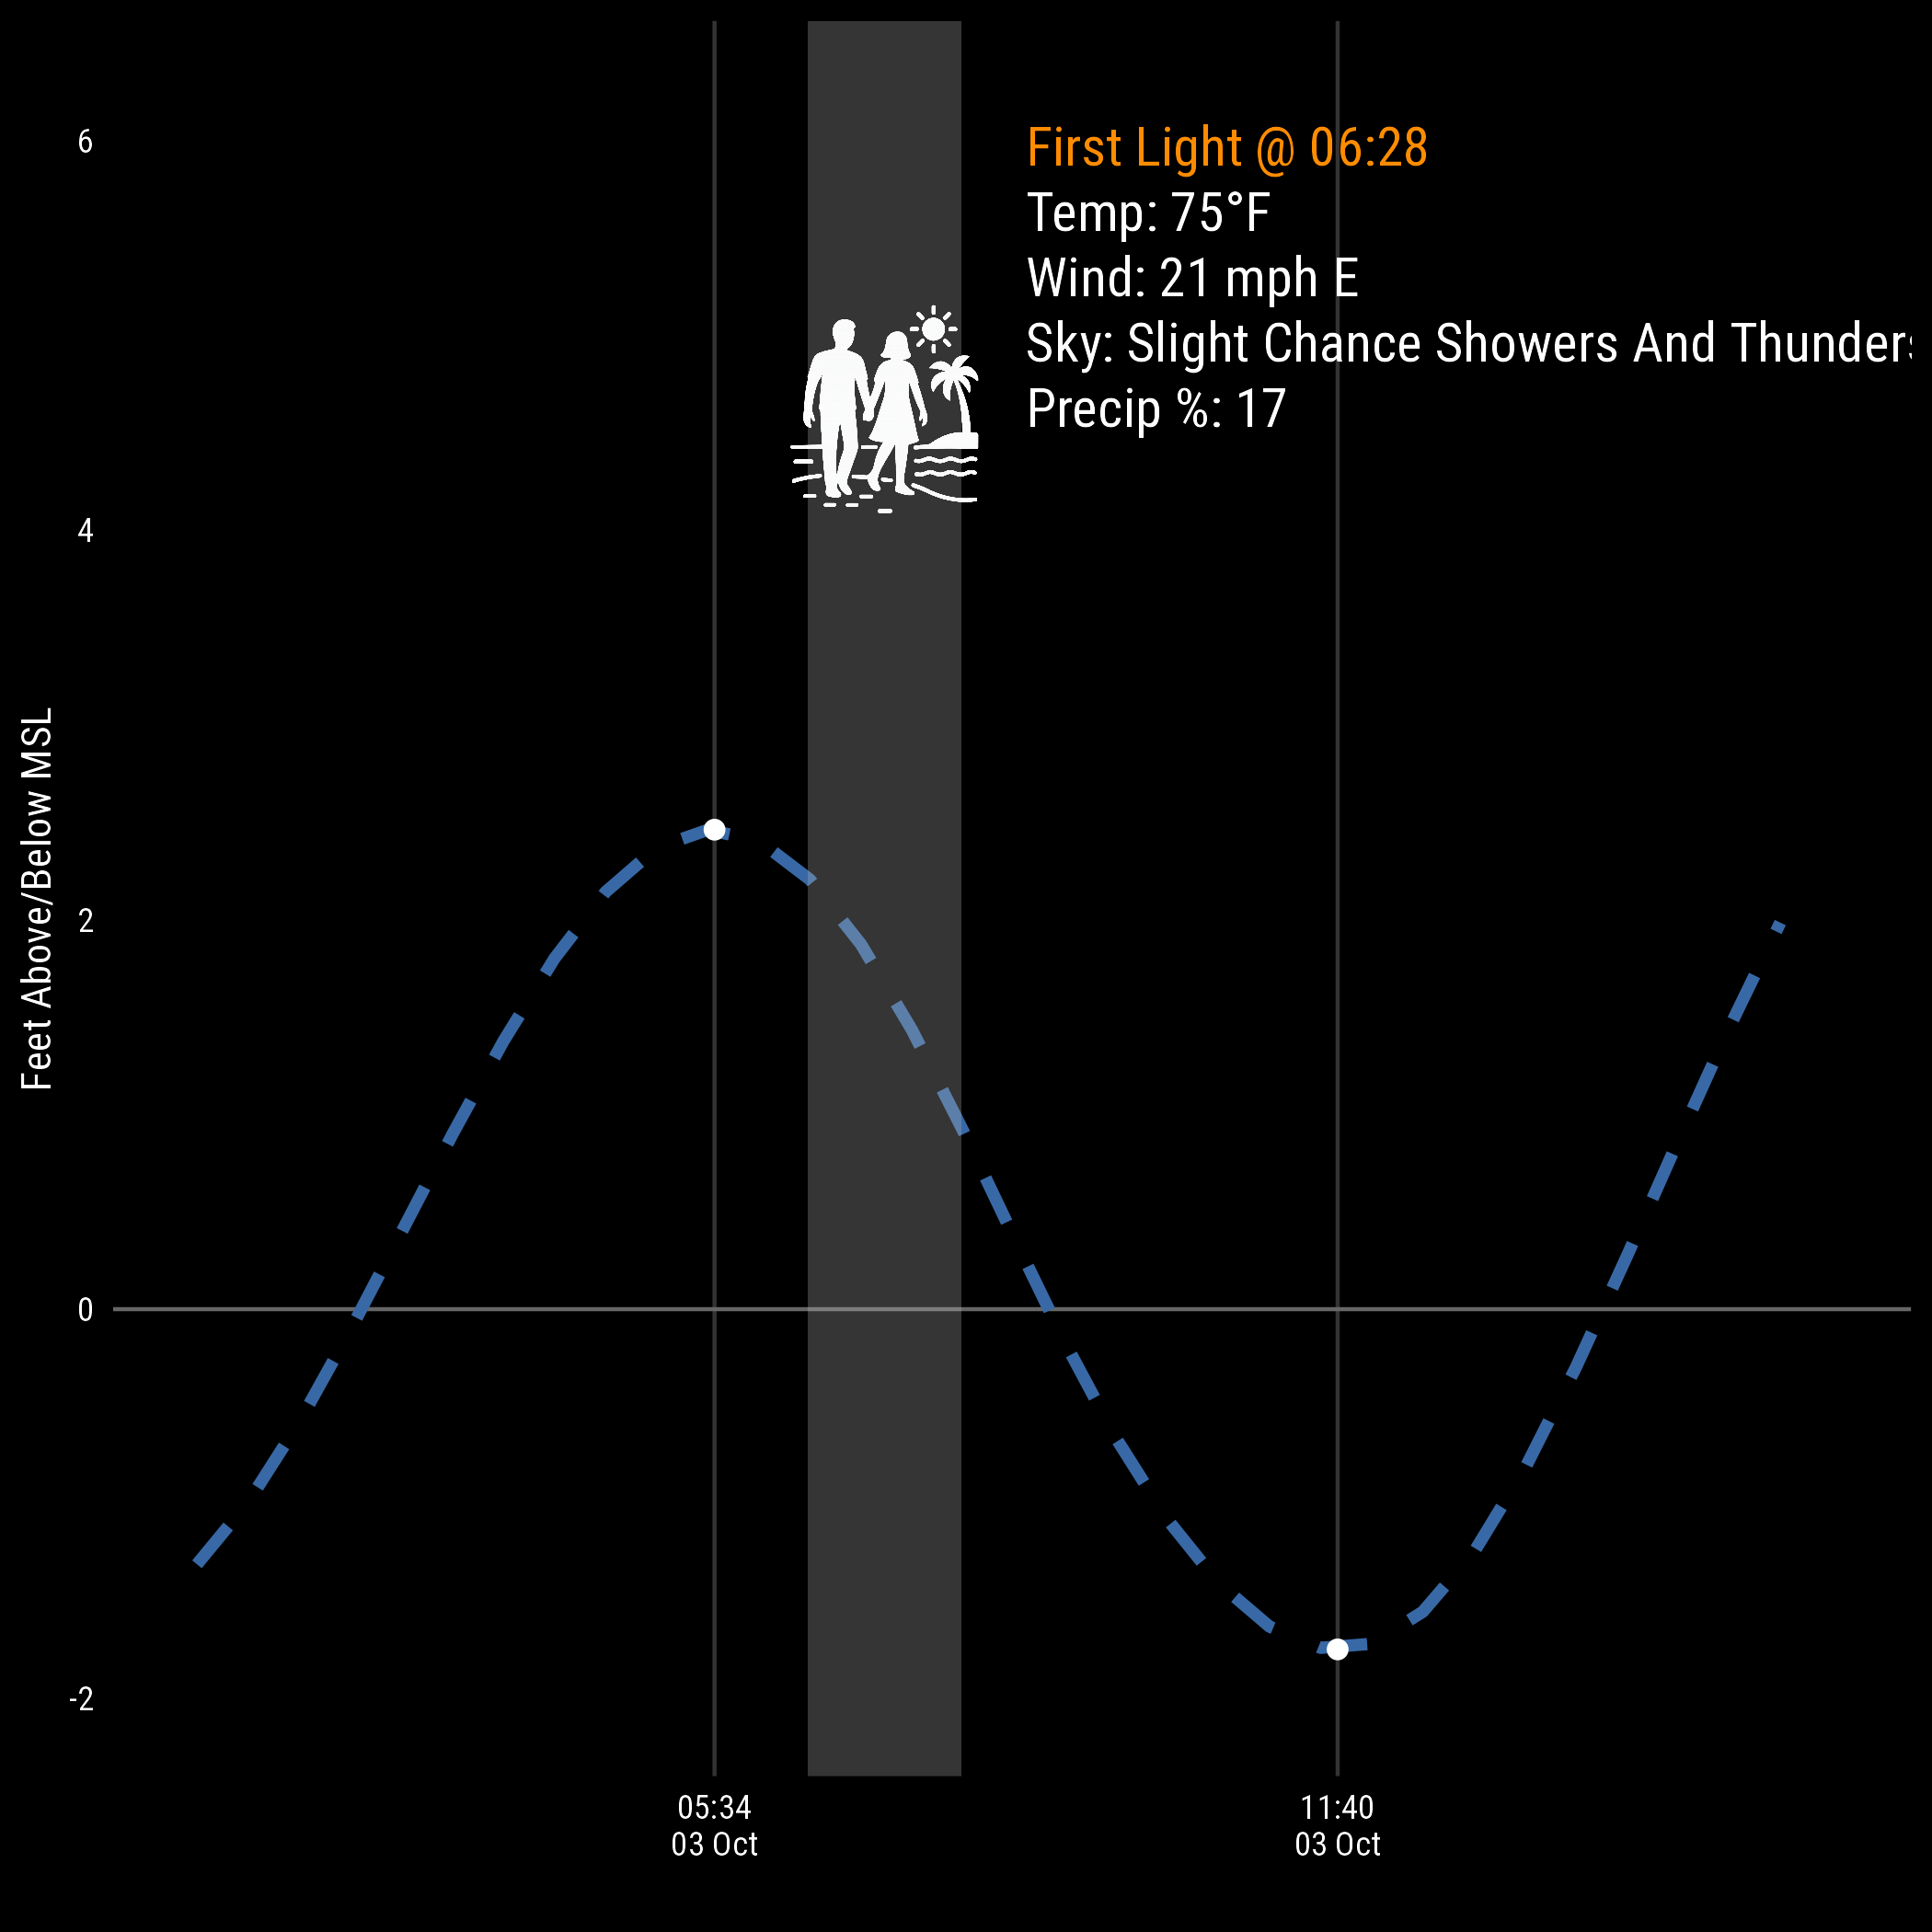 First Light @ 06:28
Temp: 75°F
Wind: 21 mph E
Sky: Slight Chance Showers And Thunders
Precip %: 17
6
4
2
0
-2
Feet Above/Below MSL
05:34
03 Oct
11:40
03 Oct